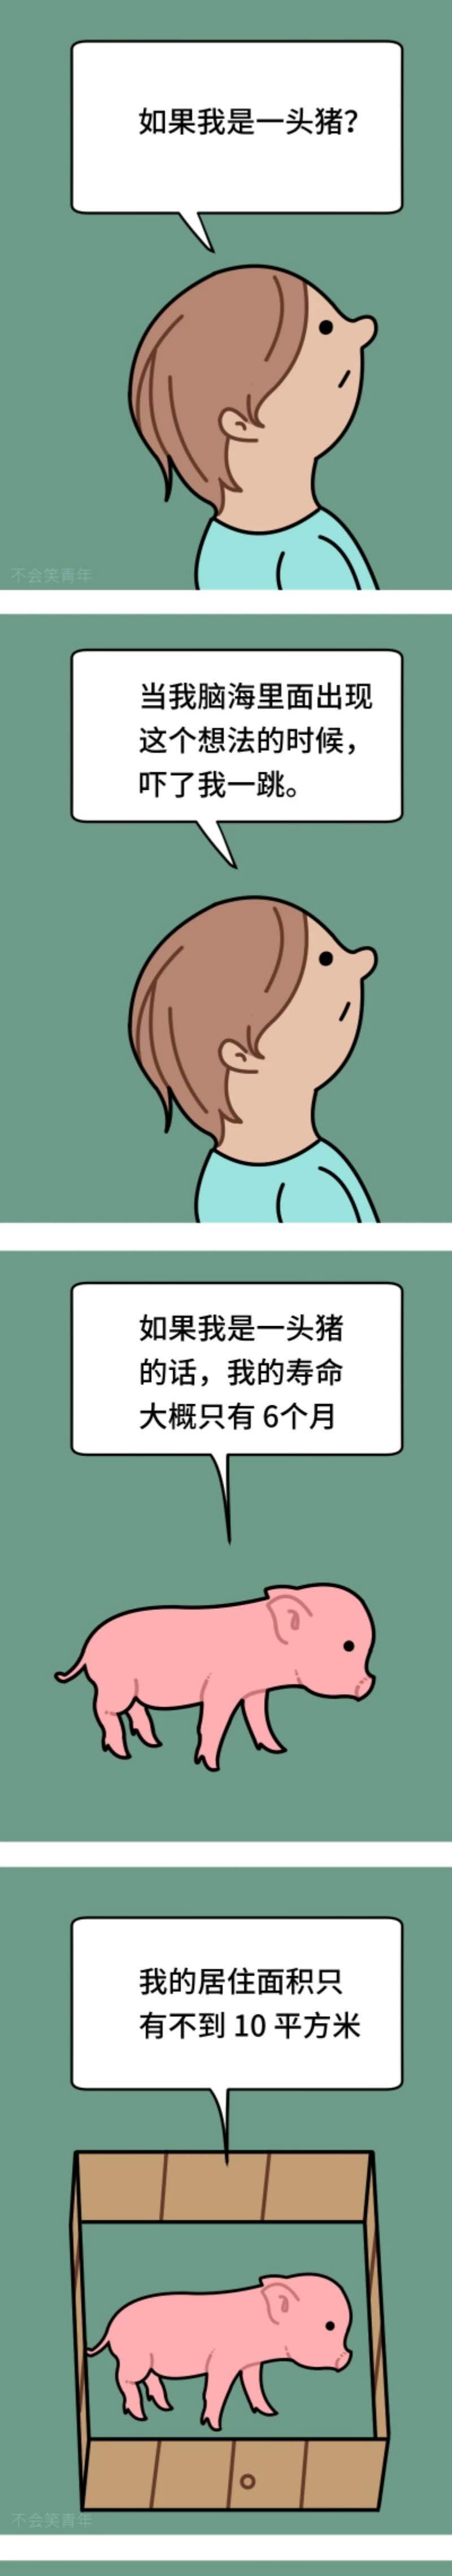 如果我是一头猪?
不会笑青年
当我脑海里面出现
这个想法的时候，
吓了我一跳。
如果我是一头猪
的话，我的寿命
大概只有 6个月
我的居住面积只
有不到 10 平方米
不会笑青年